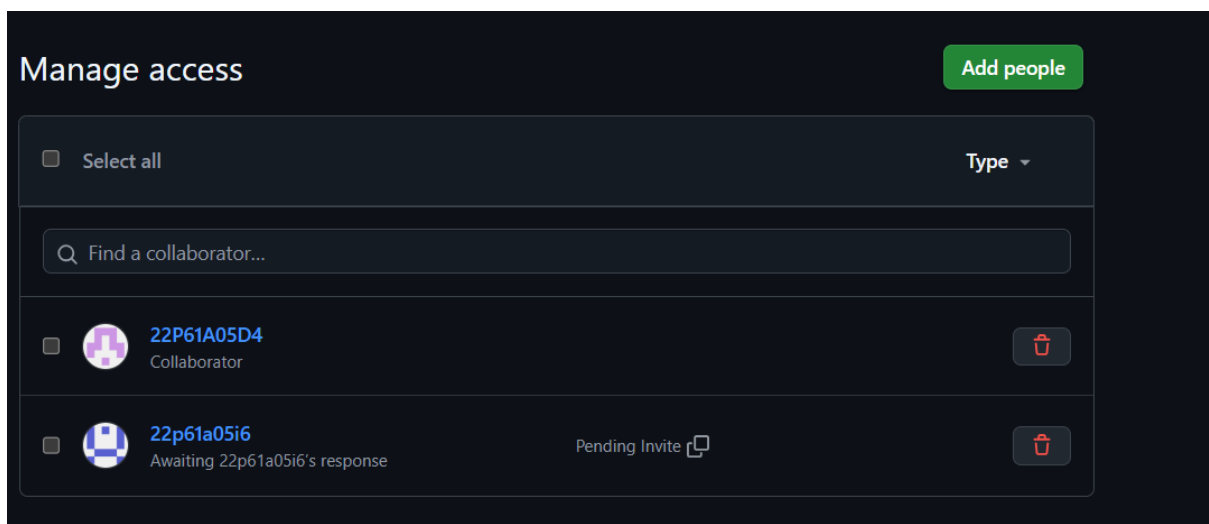 Manage access
Add people
Select all
Type
Find a collaborator...
22P61A05D4
Collaborator
22p61a05i6
Awaiting 22p61a05i6's response
Pending Invite